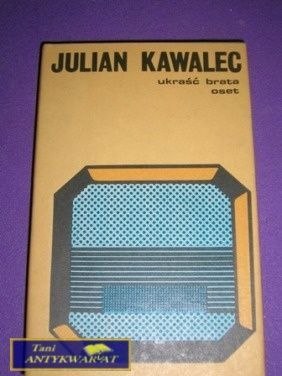 JULIAN KAWALEC
ukraść brata
oset
Tani
ANTYKWARIAT